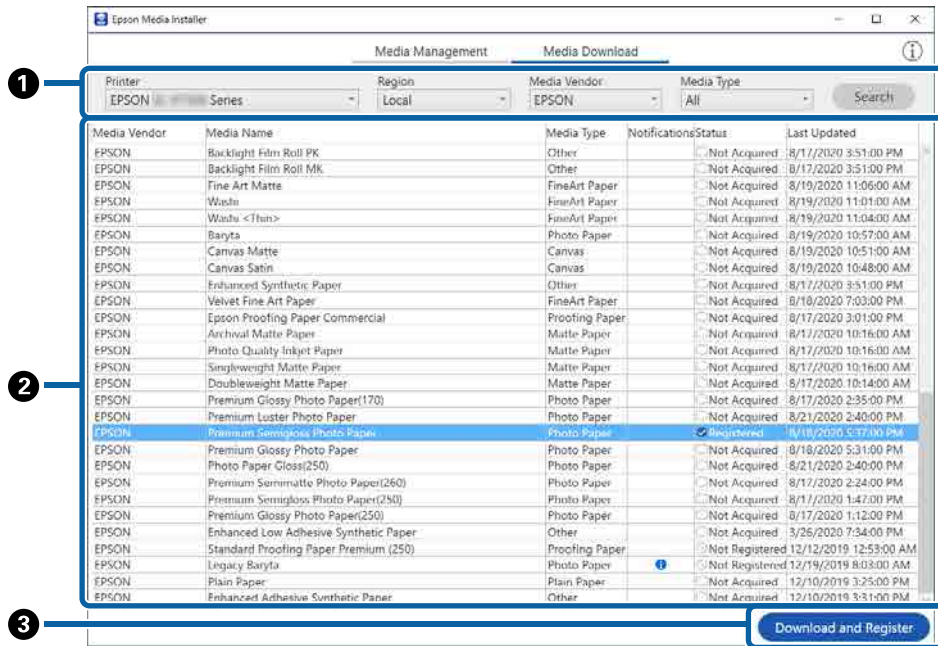 Epson Media Installer
Media Management Media Download
1
Printer Region Media Vendor Media Type
EPSON Series Local EPSON All Search
Media Vendor Media Name Media Type Notifications Status Last Updated
EPSON Backlight Film Roll PK Other Not Acquired 8/17/2020 3:51:00 PM
EPSON Backlight Film Roll MK Other Not Acquired 8/17/2020 3:51:00 PM
EPSON Fine Art Matte FineArt Paper Not Acquired 8/19/2020 11:06:00 AM
EPSON Washi FineArt Paper Not Acquired 8/19/2020 11:01:00 AM
EPSON Washi <Thin> FineArt Paper Not Acquired 8/19/2020 11:04:00 AM
EPSON Baryta Photo Paper Not Acquired 8/19/2020 10:57:00 AM
EPSON Canvas Matte Canvas Not Acquired 8/19/2020 10:51:00 AM
EPSON Canvas Satin Canvas Not Acquired 8/19/2020 10:48:00 AM
EPSON Enhanced Synthetic Paper Other Not Acquired 8/17/2020 3:51:00 PM
EPSON Velvet Fine Art Paper FineArt Paper Not Acquired 8/18/2020 7:03:00 PM
EPSON Epson Proofing Paper Commercial Proofing Paper Not Acquired 8/17/2020 3:01:00 PM
EPSON Archival Matte Paper Matte Paper Not Acquired 8/17/2020 10:16:00 AM
EPSON Photo Quality Inkjet Paper Matte Paper Not Acquired 8/17/2020 10:16:00 AM
EPSON Singleweight Matte Paper Matte Paper Not Acquired 8/17/2020 10:16:00 AM
2
EPSON Doubleweight Matte Paper Matte Paper Not Acquired 8/17/2020 10:14:00 AM
EPSON Premium Glossy Photo Paper(170) Photo Paper Not Acquired 8/17/2020 2:35:00 PM
EPSON Premium Luster Photo Paper Photo Paper Not Acquired 8/21/2020 2:40:00 PM
EPSON Premium Semigloss Photo Paper Photo Paper Registered 8/18/2020 5:37:00 PM
EPSON Premium Glossy Photo Paper Photo Paper Not Acquired 8/18/2020 5:31:00 PM
EPSON Photo Paper Gloss(250) Photo Paper Not Acquired 8/21/2020 2:40:00 PM
EPSON Premium Semimatte Photo Paper(260) Photo Paper Not Acquired 8/17/2020 2:24:00 PM
EPSON Premium Semigloss Photo Paper(250) Photo Paper Not Acquired 8/17/2020 1:47:00 PM
EPSON Premium Glossy Photo Paper(250) Photo Paper Not Acquired 8/17/2020 1:12:00 PM
EPSON Enhanced Low Adhesive Synthetic Paper Other Not Acquired 3/26/2020 7:34:00 PM
EPSON Standard Proofing Paper Premium (250) Proofing Paper Not Registered 12/12/2019 12:53:00 AM
EPSON Legacy Baryta Photo Paper Not Registered 12/19/2019 8:03:00 AM
EPSON Plain Paper Plain Paper Not Acquired 12/10/2019 3:25:00 PM
EPSON Enhanced Adhesive Synthetic Paper Other Not Acquired 12/10/2019 3:31:00 PM
3
Download and Register